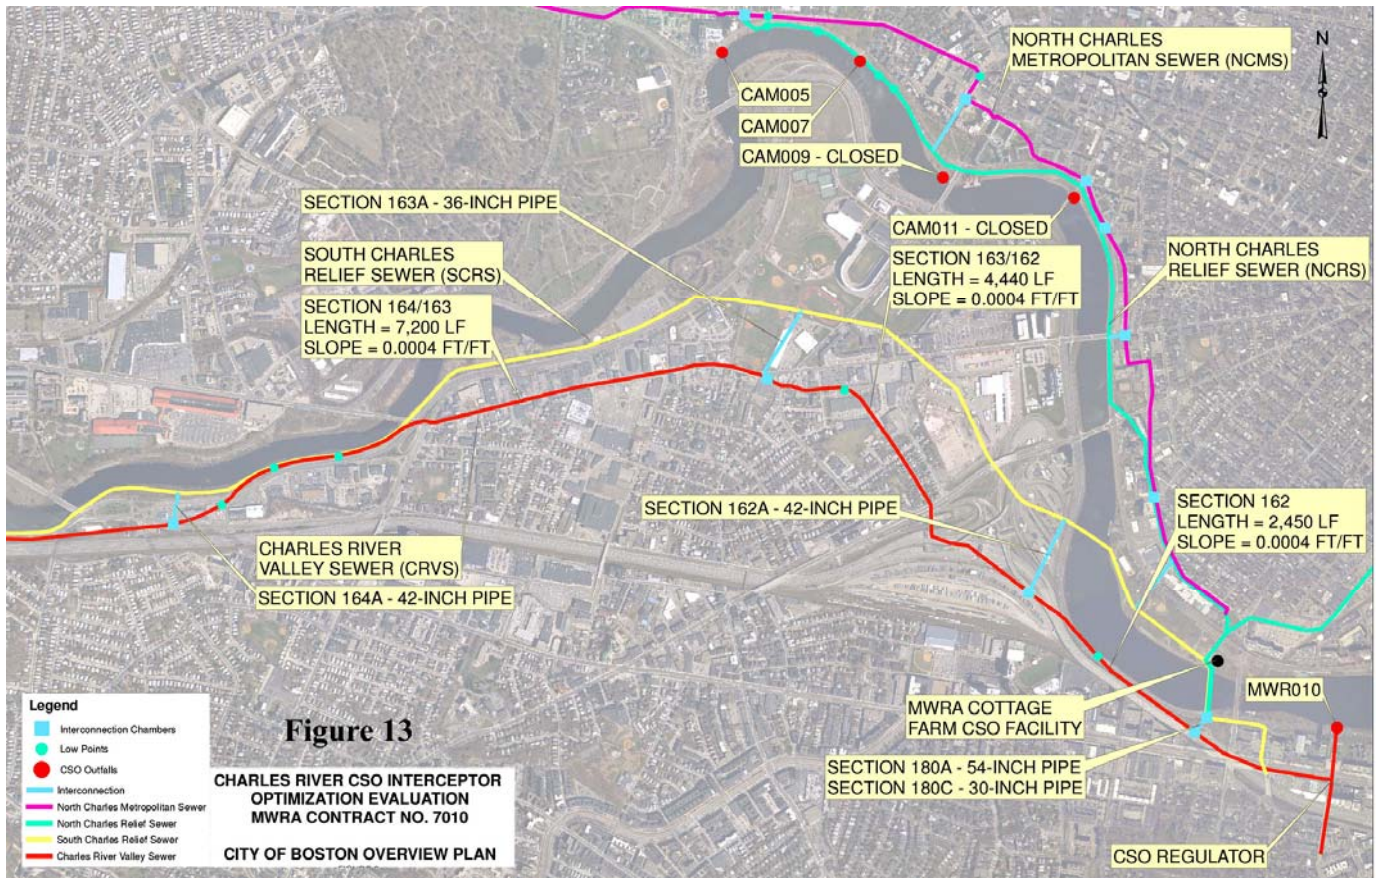 NORTH CHARLES
METROPOLITAN SEWER (NCMS)
N
CAM005
CAM007
CAM009 - CLOSED
SECTION 163A - 36-INCH PIPE
CAM011 - CLOSED
SOUTH CHARLES
RELIEF SEWER (SCRS)
NORTH CHARLES
RELIEF SEWER (NCRS)
SECTION 163/162
LENGTH = 4,440 LF
SLOPE = 0.0004 FT/FT
SECTION 164/163
LENGTH = 7,200 LF
SLOPE = 0.0004 FT/FT
SECTION 162A - 42-INCH PIPE
SECTION 162
LENGTH = 2,450 LF
SLOPE = 0.0004 FT/FT
CHARLES RIVER
VALLEY SEWER (CRVS)
SECTION 164A - 42-INCH PIPE
MWR010
MWRA COTTAGE
FARM CSO FACILITY
SECTION 180A - 54-INCH PIPE
SECTION 180C - 30-INCH PIPE
CSO REGULATOR
Legend
Interconnection Chambers
Low Points
CSO Outfalls
Interconnection
North Charles Metropolitan Sewer
North Charles Relief Sewer
South Charles Relief Sewer
Charles River Valley Sewer
Figure 13
CHARLES RIVER CSO INTERCEPTOR
OPTIMIZATION EVALUATION
MWRA CONTRACT NO. 7010
CITY OF BOSTON OVERVIEW PLAN